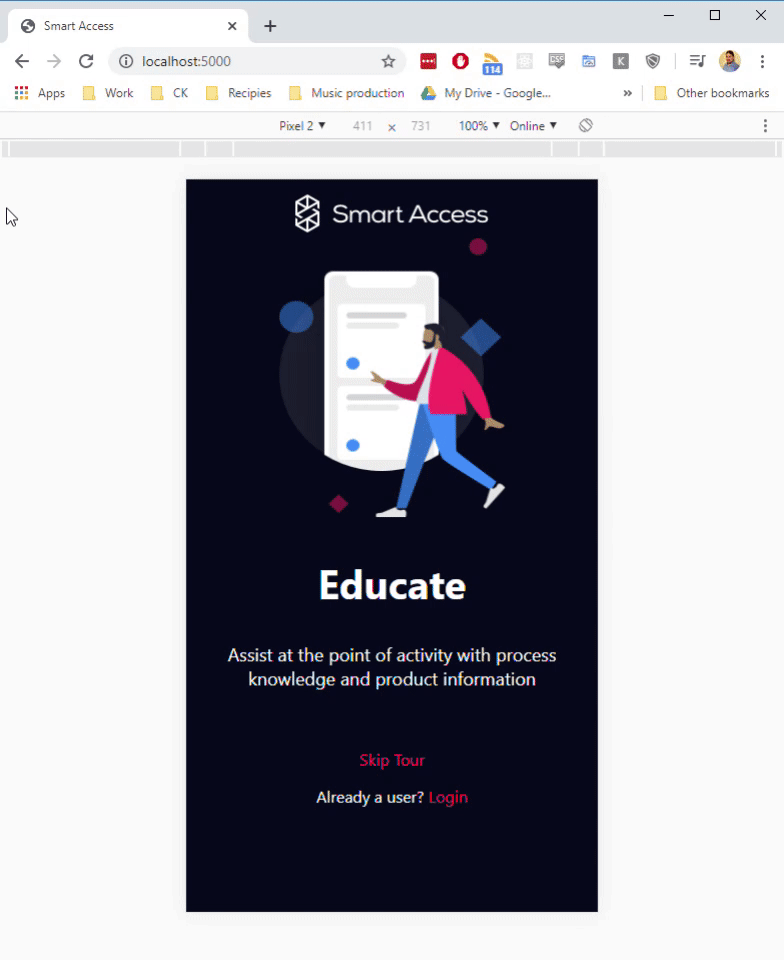 Smart Access
localhost:5000
114
CSP
K
Apps
Work
CK
Recipies
Music production
My Drive - Google...
»
Other bookmarks
Pixel 2 ▼
411 x 731
100% ▼
Online ▼
Smart Access
Educate
Assist at the point of activity with process
knowledge and product information
Skip Tour
Already a user? Login